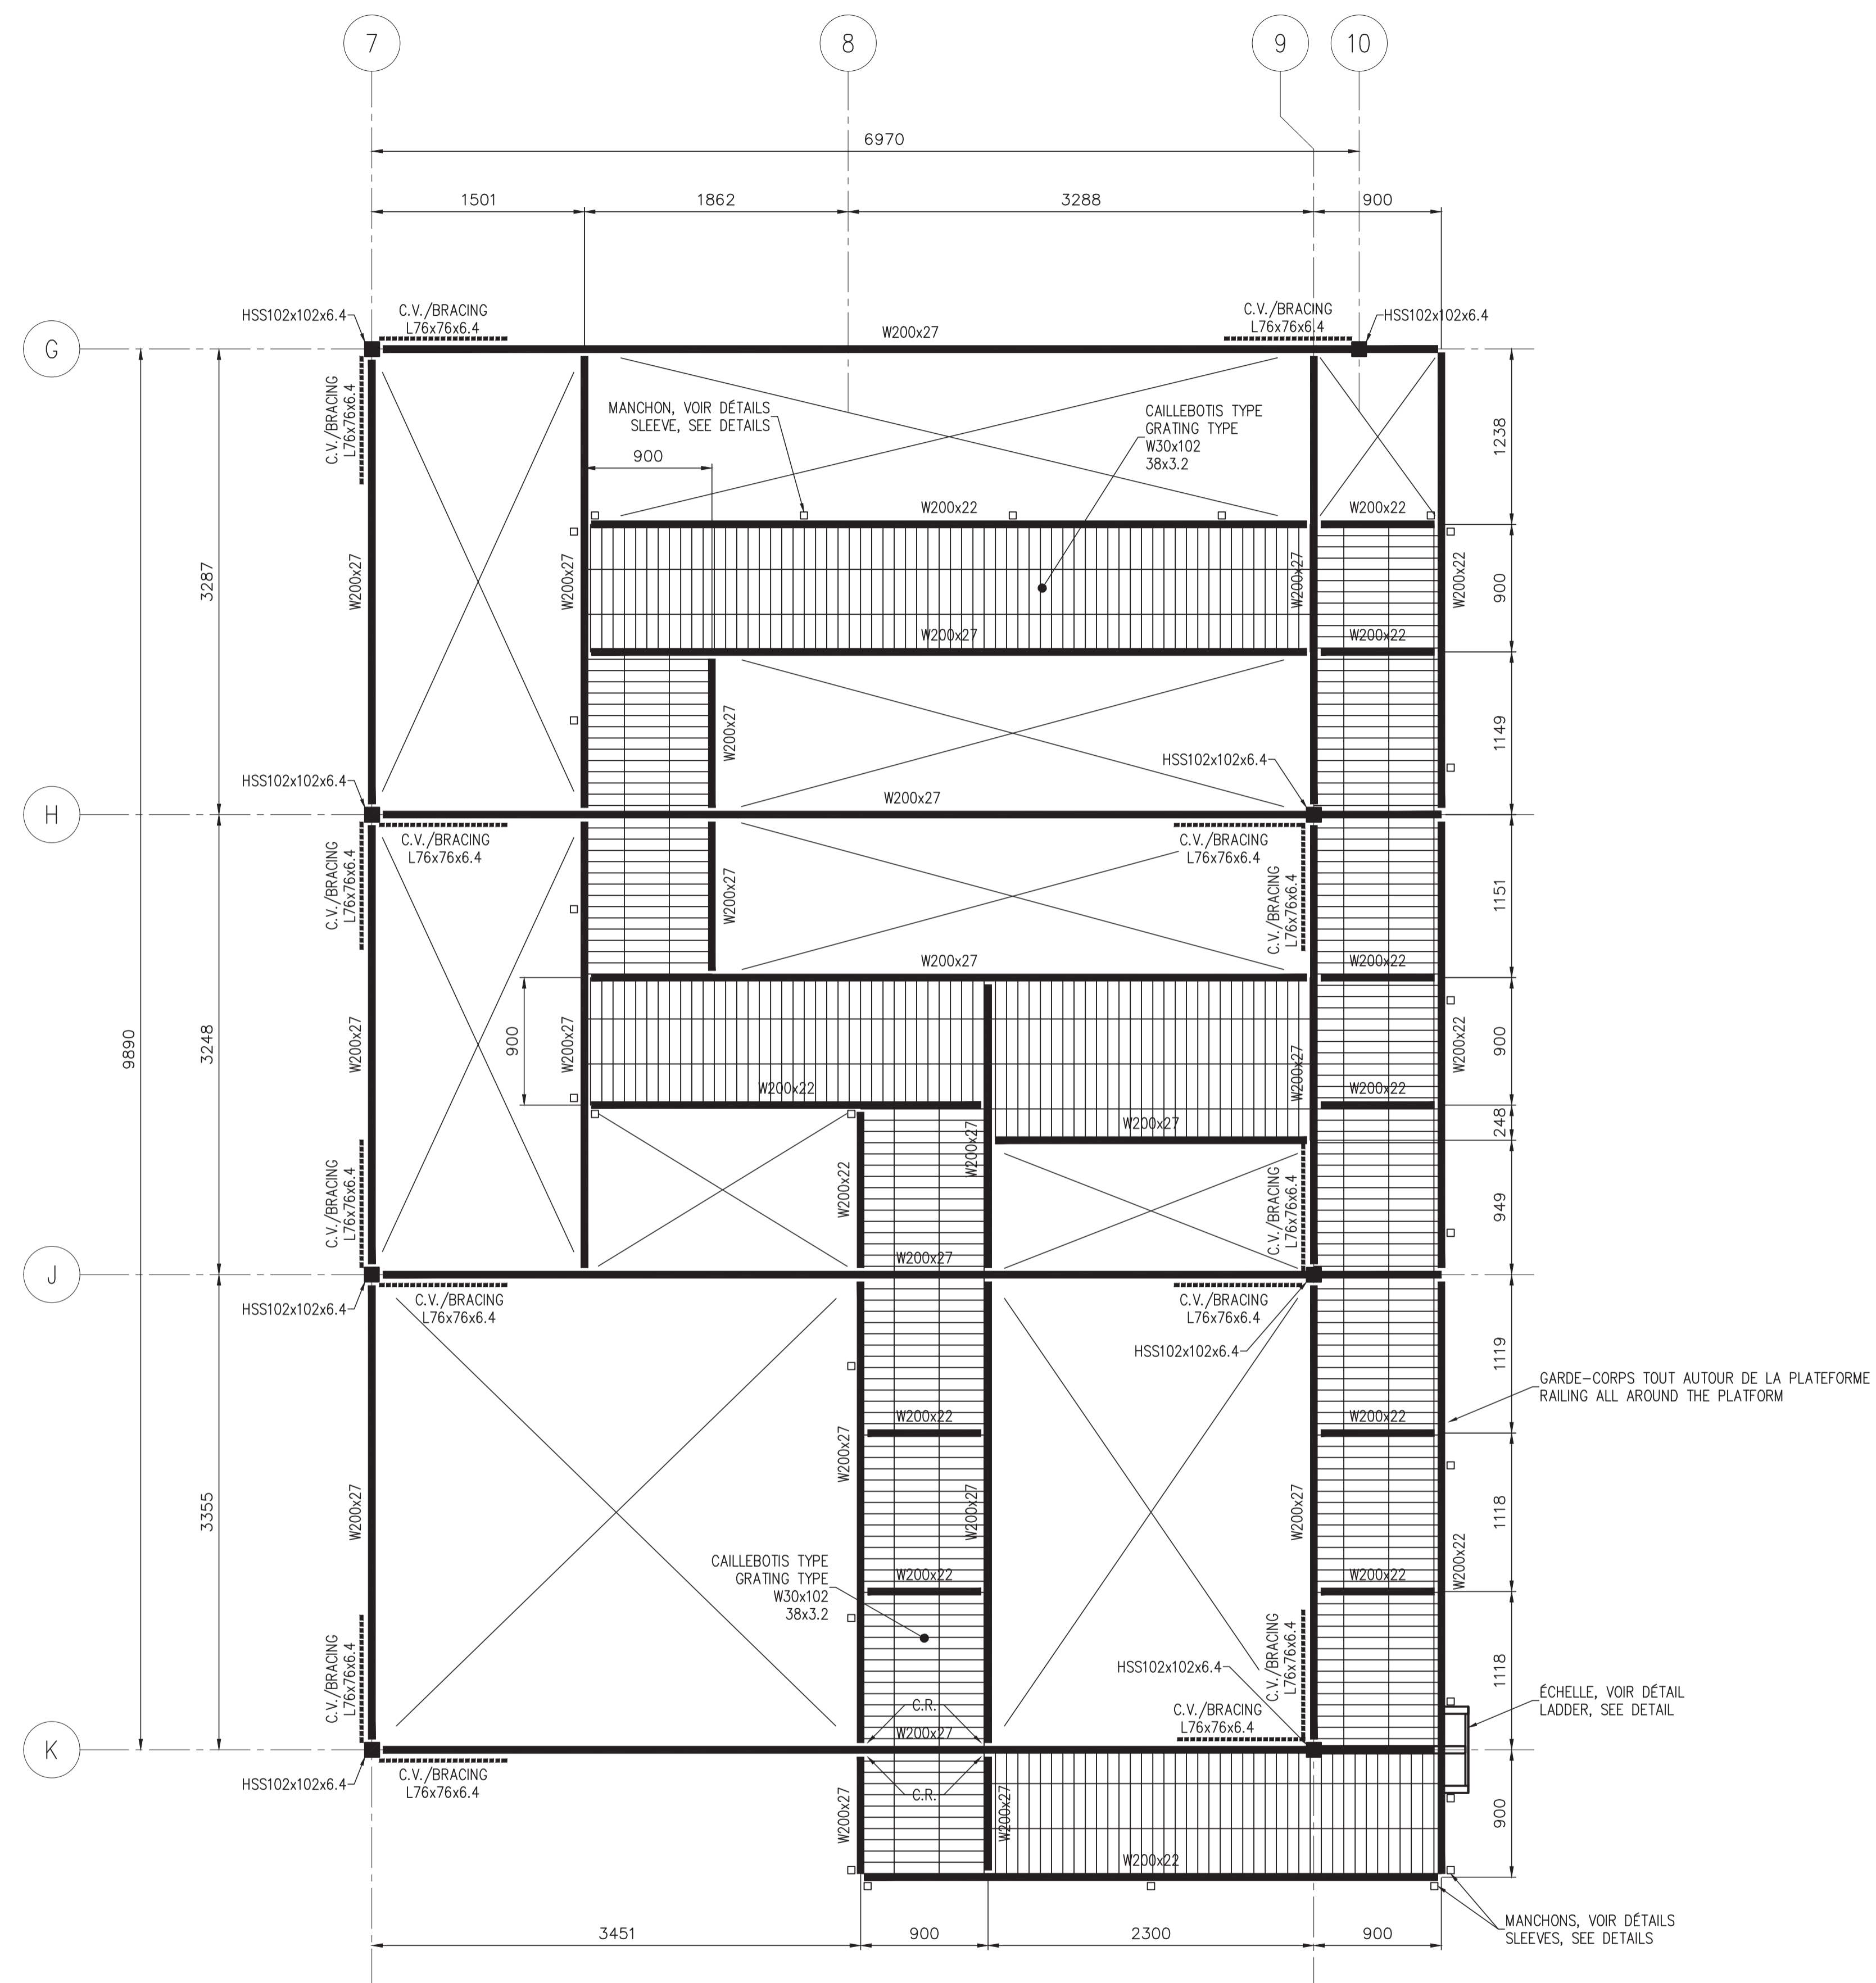 7
8
9
10
6970
1501
1862
3288
900
HSS102x102x6.4
C.V./BRACING
L76x76x6.4
W200x27
C.V./BRACING
L76x76x6.4
HSS102x102x6.4
G
C.V./BRACING
L76x76x6.4
MANCHON, VOIR DÉTAILS
SLEEVE, SEE DETAILS
900
CAILLEBOTIS TYPE
GRATING TYPE
W30x102
38x3.2
1238
W200x22
W200x22
3287
W200x27
W200x27
W200x27
W200x22
900
W200x27
W200x22
W200x27
1149
HSS102x102x6.4
HSS102x102x6.4
W200x27
H
C.V./BRACING
L76x76x6.4
C.V./BRACING
L76x76x6.4
C.V./BRACING
L76x76x6.4
W200x27
C.V./BRACING
L76x76x6.4
1151
W200x27
W200x22
9890
3248
W200x27
900
W200x27
W200x27
W200x22
900
W200x22
W200x22
W200x27
W200x27
248
C.V./BRACING
L76x76x6.4
W200x22
C.V./BRACING
L76x76x6.4
949
W200x27
J
HSS102x102x6.4
C.V./BRACING
L76x76x6.4
C.V./BRACING
L76x76x6.4
HSS102x102x6.4
1119
GARDE-CORPS TOUT AUTOUR DE LA PLATEFORME
RAILING ALL AROUND THE PLATFORM
W200x22
W200x22
W200x27
3355
W200x27
W200x27
W200x27
1118
CAILLEBOTIS TYPE
GRATING TYPE
W30x102
38x3.2
W200x22
W200x22
W200x22
C.V./BRACING
L76x76x6.4
C.V./BRACING
L76x76x6.4
HSS102x102x6.4
1118
ÉCHELLE, VOIR DÉTAIL
LADDER, SEE DETAIL
C.R.
C.V./BRACING
L76x76x6.4
W200x27
K
HSS102x102x6.4
C.V./BRACING
L76x76x6.4
C.R.
W200x27
W200x27
900
W200x22
MANCHONS, VOIR DÉTAILS
SLEEVES, SEE DETAILS
3451
900
2300
900